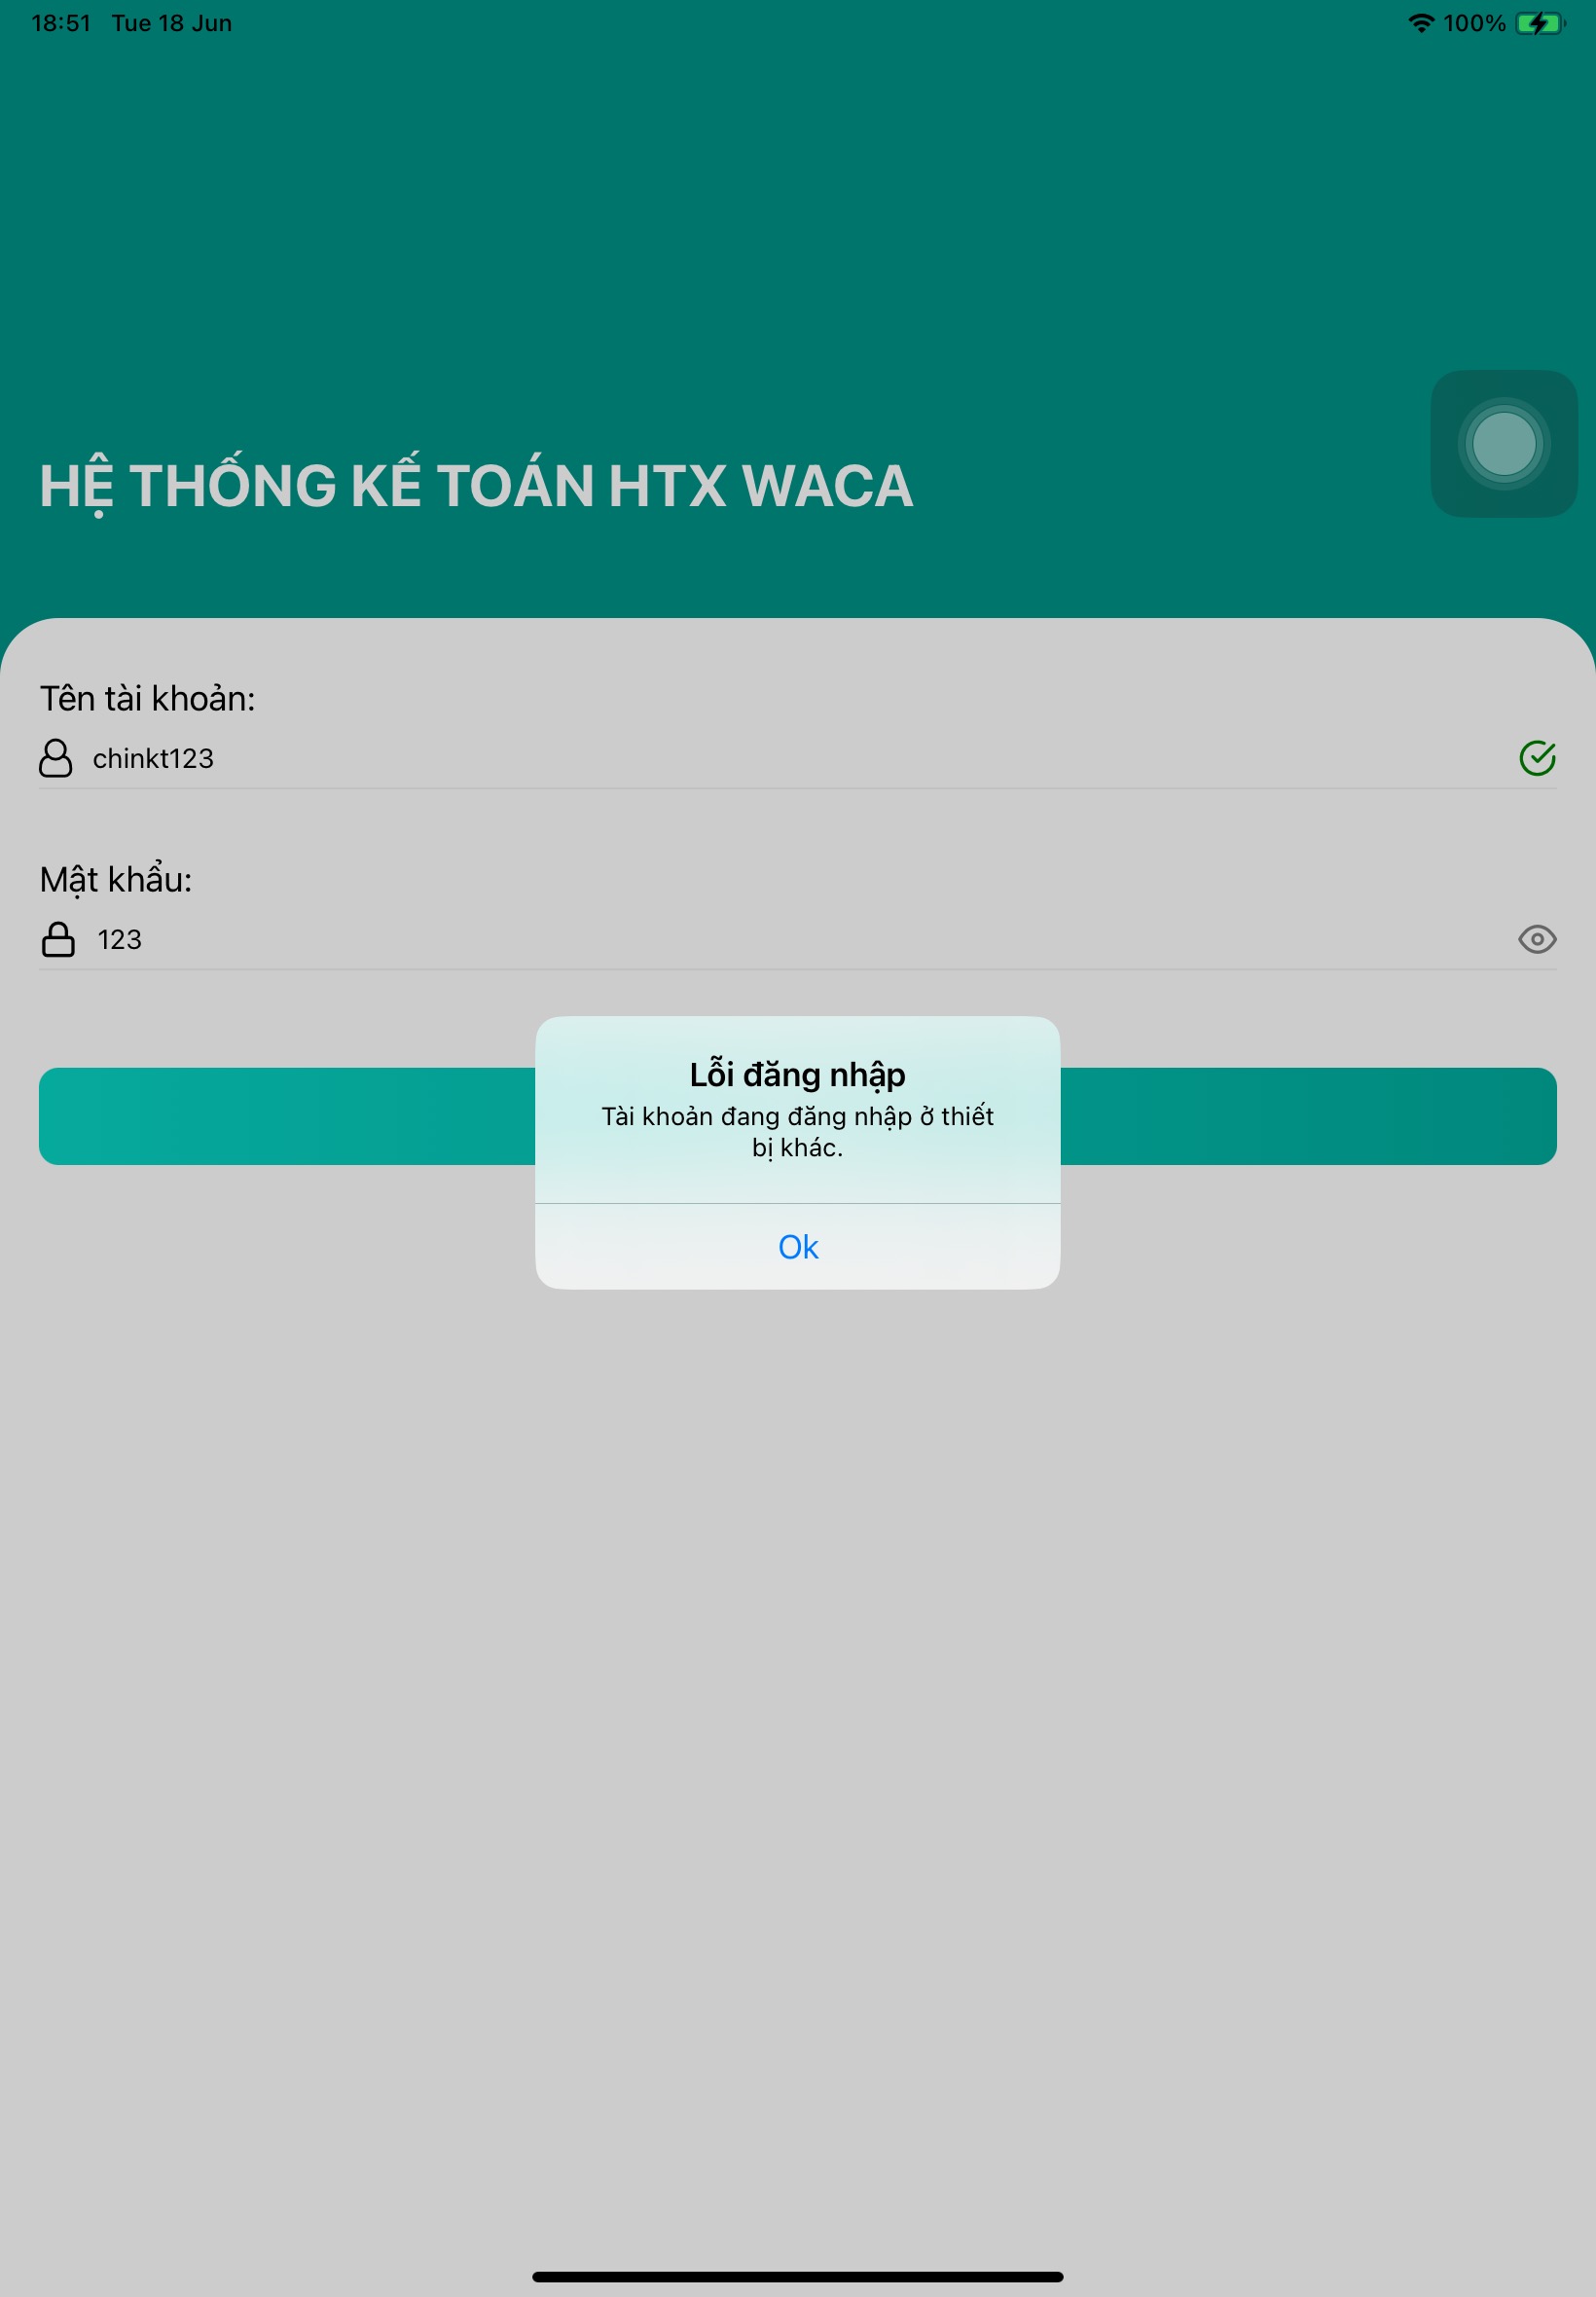 18:51 Tue 18 Jun 100%
HỆ THỐNG KẾ TOÁN HTX WACA
Tên tài khoản:
chinkt123
Mật khẩu:
123
Lỗi đăng nhập
Tài khoản đang đăng nhập ở thiết
bị khác.
Ok